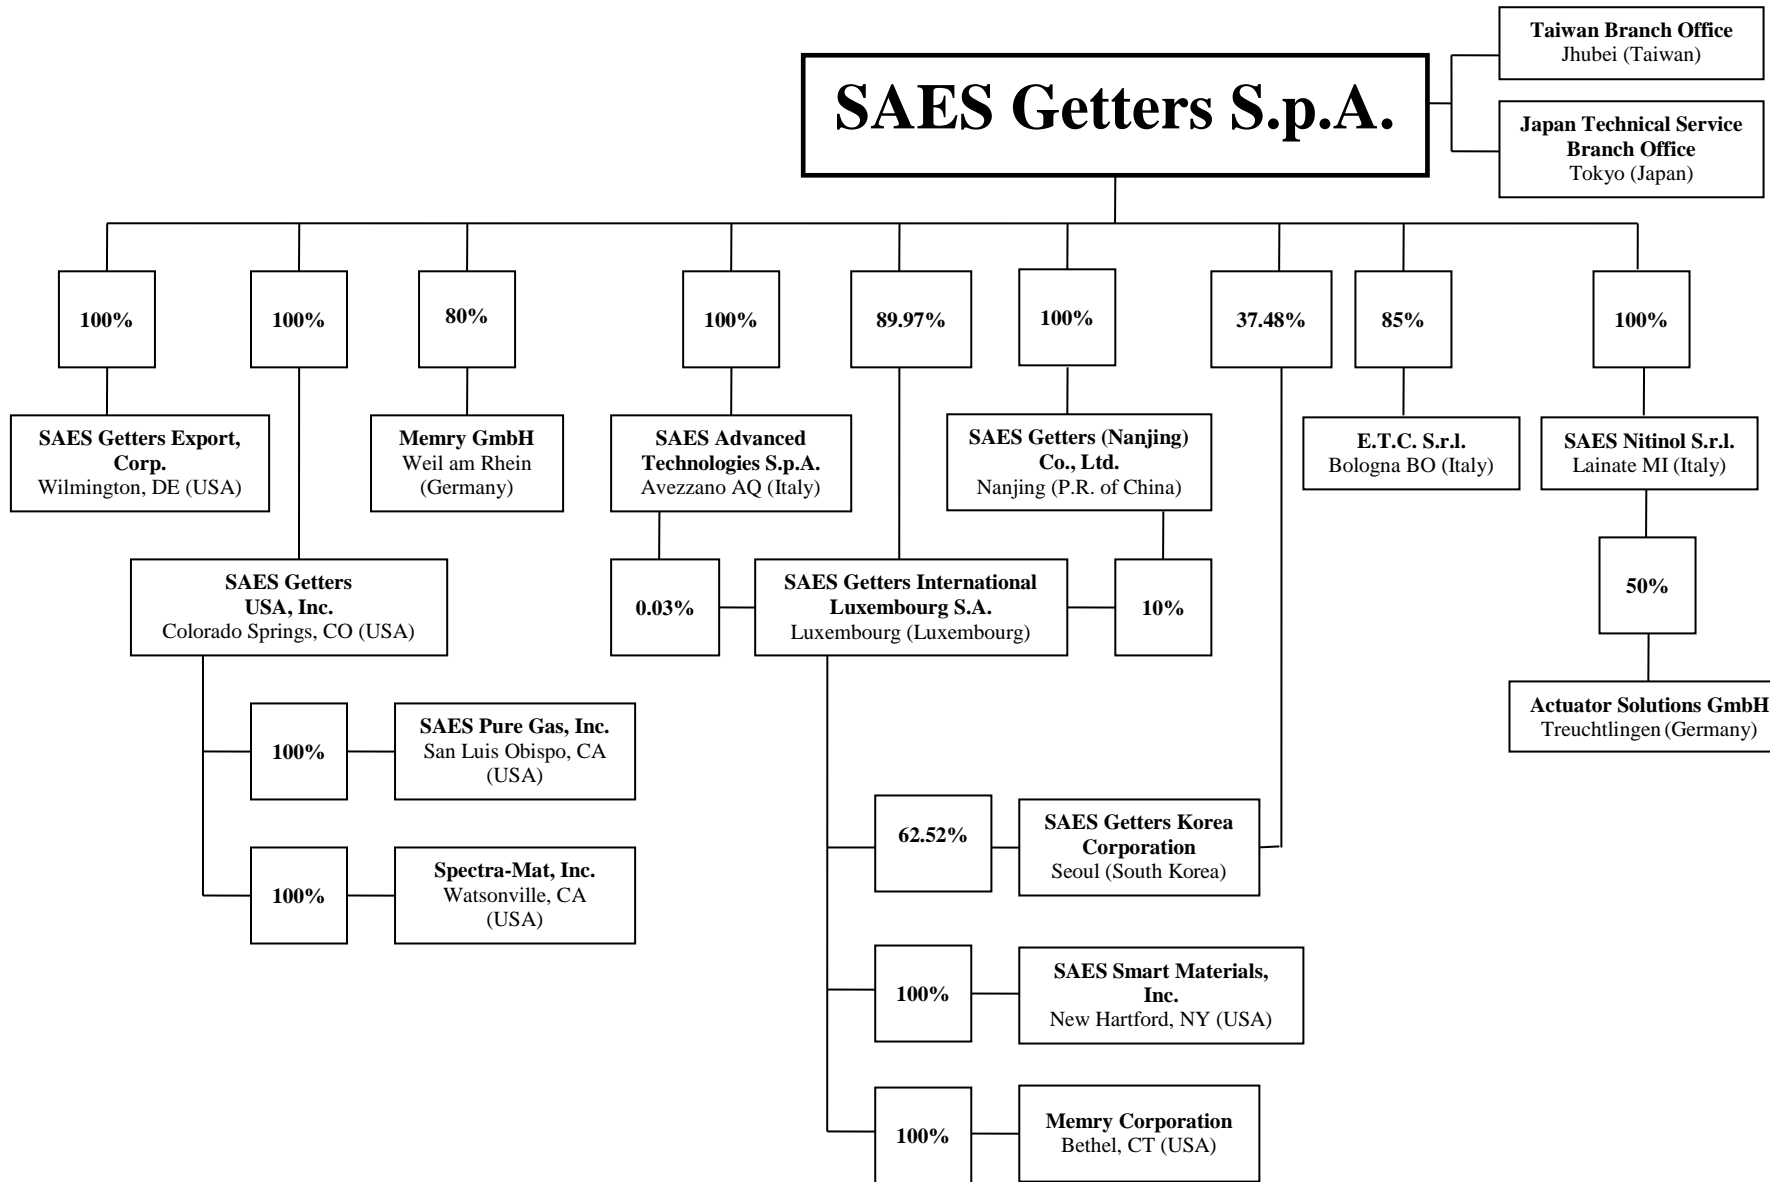 Taiwan Branch Office
Jhubei (Taiwan)
SAES Getters S.p.A.
Japan Technical Service
Branch Office
Tokyo (Japan)
100%
100%
80%
100%
89.97%
100%
37.48%
85%
100%
SAES Getters Export,
Corp.
Wilmington, DE (USA)
Memry GmbH
Weil am Rhein
(Germany)
SAES Advanced
Technologies S.p.A.
Avezzano AQ (Italy)
SAES Getters (Nanjing)
Co., Ltd.
Nanjing (P.R. of China)
E.T.C. S.r.l.
Bologna BO (Italy)
SAES Nitinol S.r.l.
Lainate MI (Italy)
SAES Getters
USA, Inc.
Colorado Springs, CO (USA)
0.03%
SAES Getters International
Luxembourg S.A.
Luxembourg (Luxembourg)
10%
50%
Actuator Solutions GmbH
Treuchtlingen (Germany)
100%
SAES Pure Gas, Inc.
San Luis Obispo, CA
(USA)
62.52%
SAES Getters Korea
Corporation
Seoul (South Korea)
100%
Spectra-Mat, Inc.
Watsonville, CA
(USA)
100%
SAES Smart Materials,
Inc.
New Hartford, NY (USA)
100%
Memry Corporation
Bethel, CT (USA)